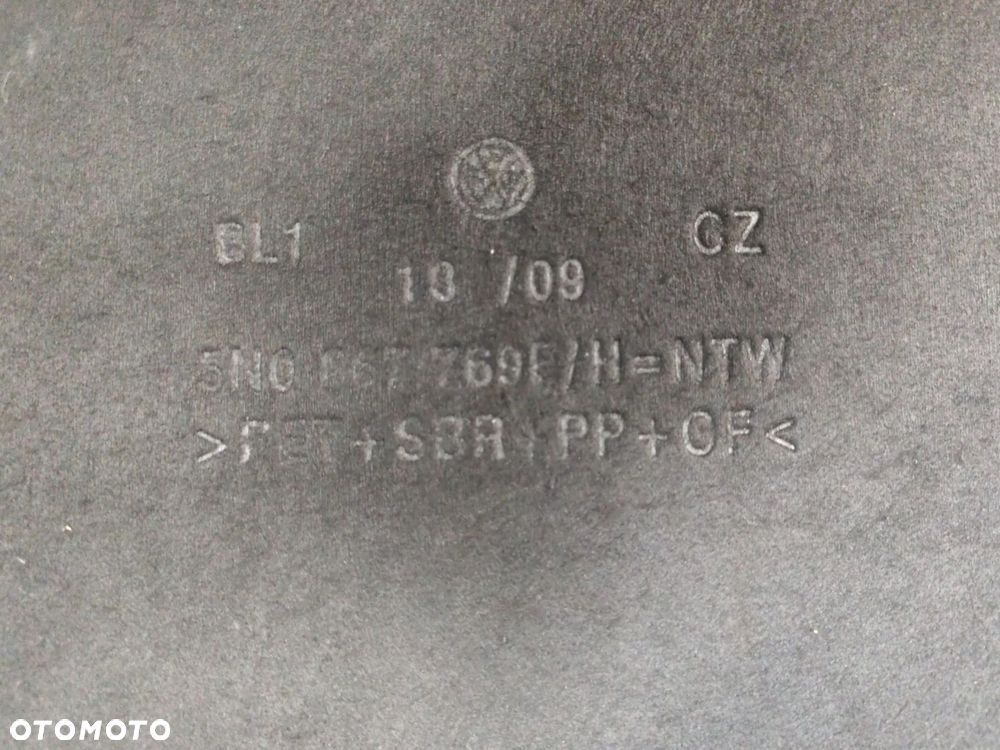 BL1 CZ
18 /09
5N0 867 769E/H=NTW
>PET+SBR+PP+OF<
OTOMOTO